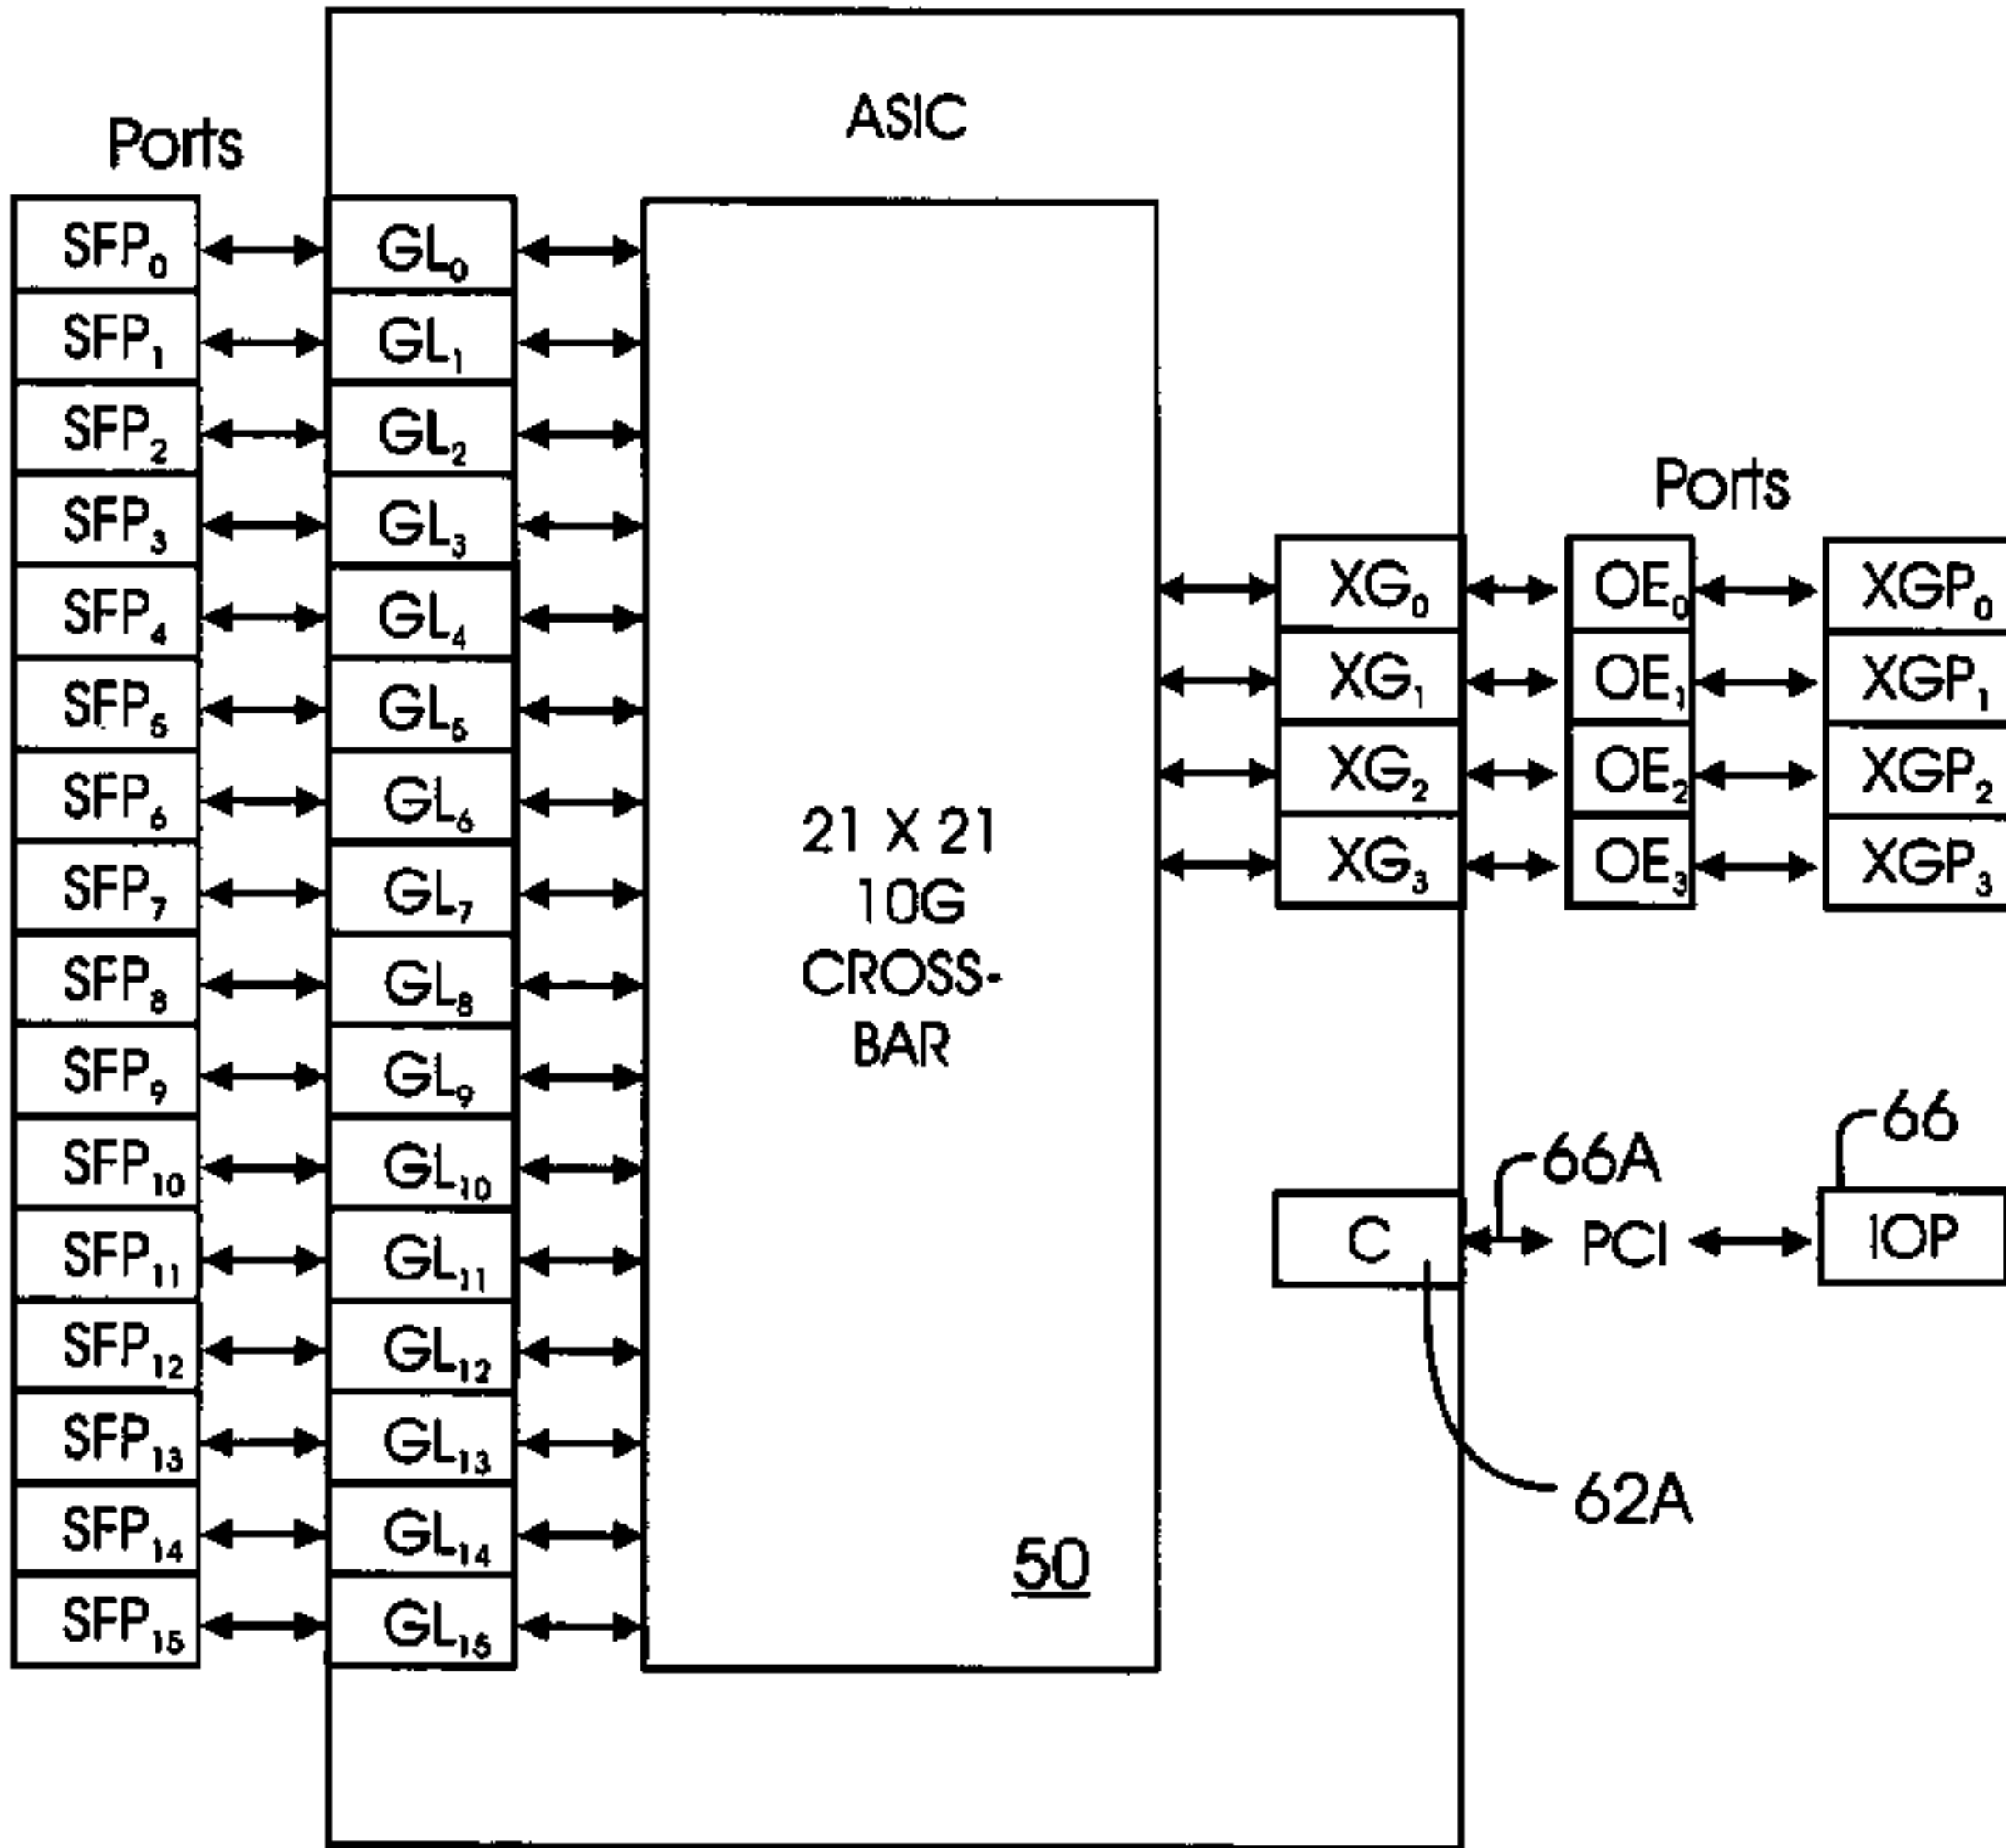 ASIC
Ports
SFP₀ GL₀
SFP₁ GL₁
SFP₂ GL₂
SFP₃ GL₃
SFP₄ GL₄
SFP₅ GL₅
SFP₆ GL₆
SFP₇ GL₇
SFP₈ GL₈
SFP₉ GL₉
SFP₁₀ GL₁₀
SFP₁₁ GL₁₁
SFP₁₂ GL₁₂
SFP₁₃ GL₁₃
SFP₁₄ GL₁₄
SFP₁₅ GL₁₅
21 X 21
10G
CROSS-
BAR
50
Ports
XG₀ OE₀ XGP₀
XG₁ OE₁ XGP₁
XG₂ OE₂ XGP₂
XG₃ OE₃ XGP₃
66
66A
C PCI IOP
62A